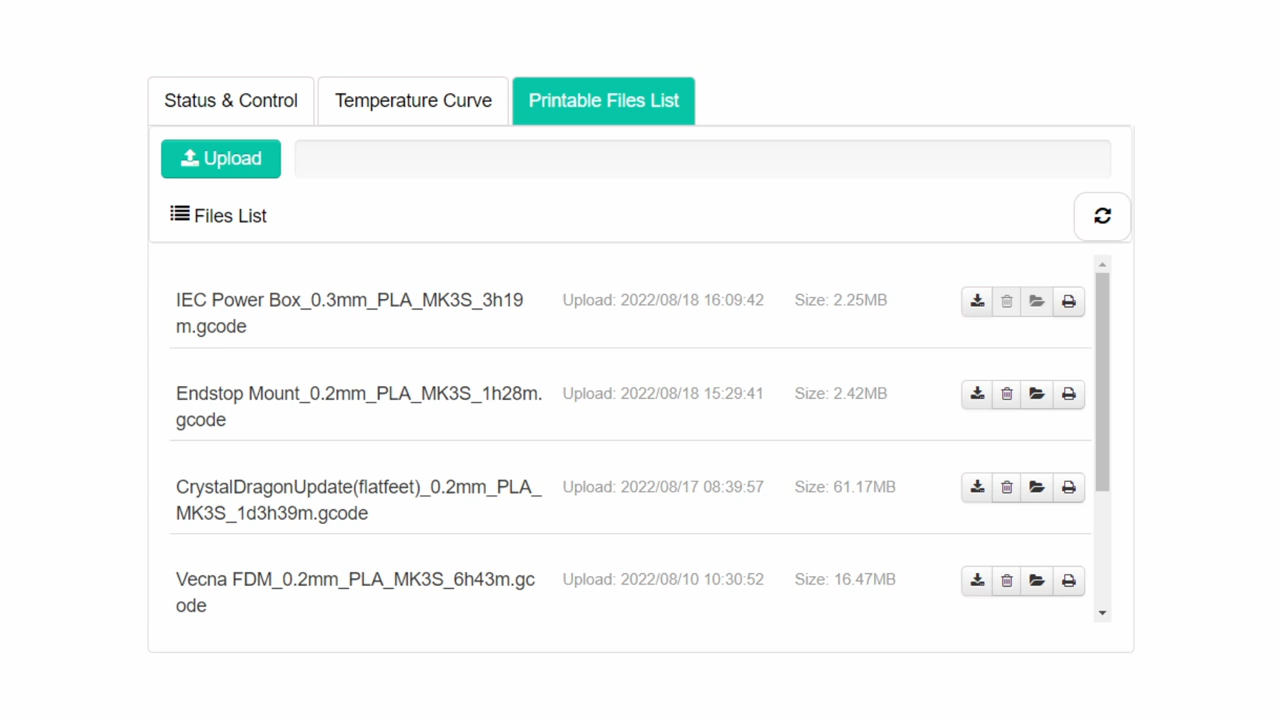 Status & Control
Temperature Curve
Printable Files List
Upload
Files List
IEC Power Box_0.3mm_PLA_MK3S_3h19
m.gcode
Upload: 2022/08/18 16:09:42
Size: 2.25MB
Endstop Mount_0.2mm_PLA_MK3S_1h28m.
gcode
Upload: 2022/08/18 15:29:41
Size: 2.42MB
CrystalDragonUpdate(flatfeet)_0.2mm_PLA_
MK3S_1d3h39m.gcode
Upload: 2022/08/17 08:39:57
Size: 61.17MB
Vecna FDM_0.2mm_PLA_MK3S_6h43m.gc
ode
Upload: 2022/08/10 10:30:52
Size: 16.47MB